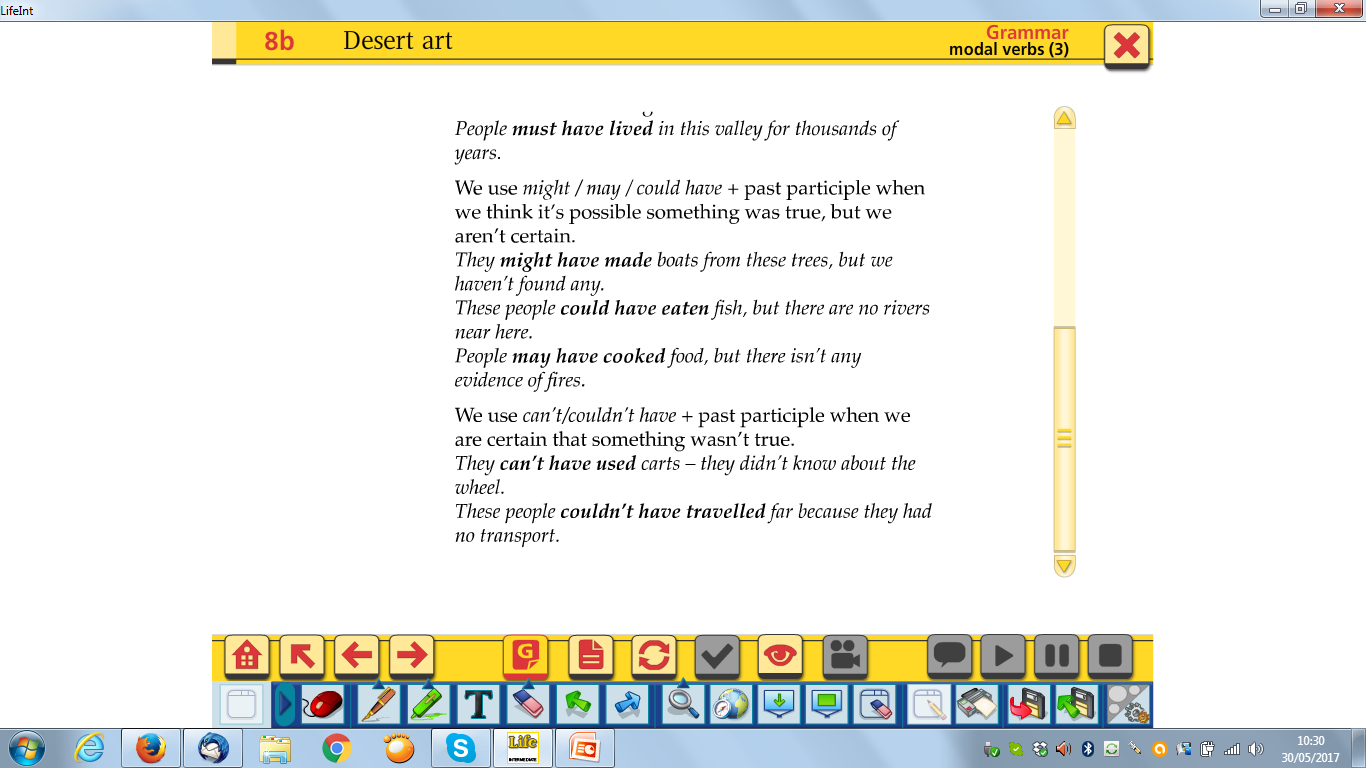 LifeInt
8b Desert art
Grammar
modal verbs (3)
People must have lived in this valley for thousands of
years.
We use might / may / could have + past participle when
we think it's possible something was true, but we
aren't certain.
They might have made boats from these trees, but we
haven't found any.
These people could have eaten fish, but there are no rivers
near here.
People may have cooked food, but there isn't any
evidence of fires.
We use can't/couldn't have + past participle when we
are certain that something wasn't true.
They can't have used carts – they didn't know about the
wheel.
These people couldn't have travelled far because they had
no transport.
G
T
Life
INTERMEDIATE
10:30
30/05/2017